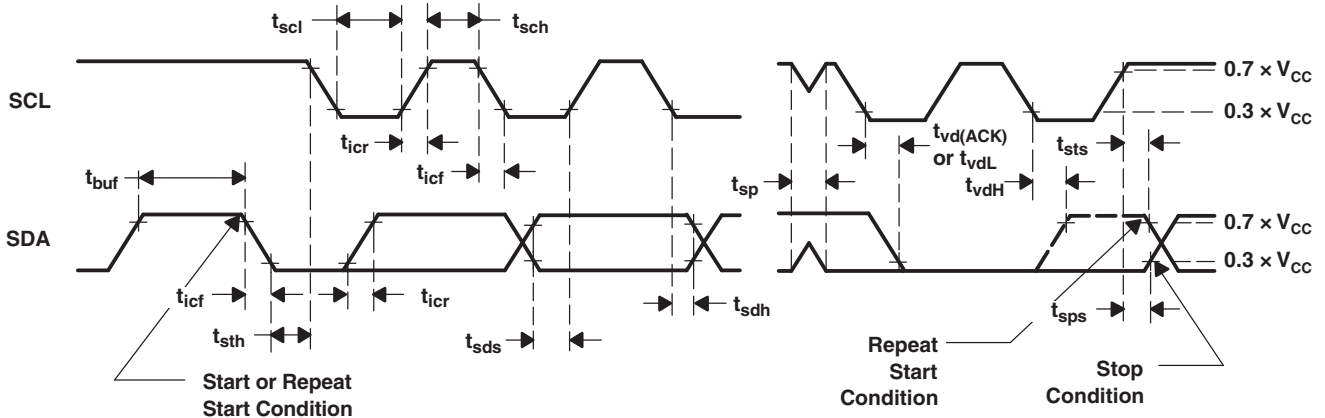 tscl
tsch
SCL
0.7 × VCC
0.3 × VCC
ticr
ticf
tvd(ACK)
or tvdL
tsts
tbuf
tsp
tvdH
SDA
0.7 × VCC
0.3 × VCC
ticf
ticr
tsdh
tsth
tsds
tsps
Start or Repeat
Start Condition
Repeat
Start
Condition
Stop
Condition